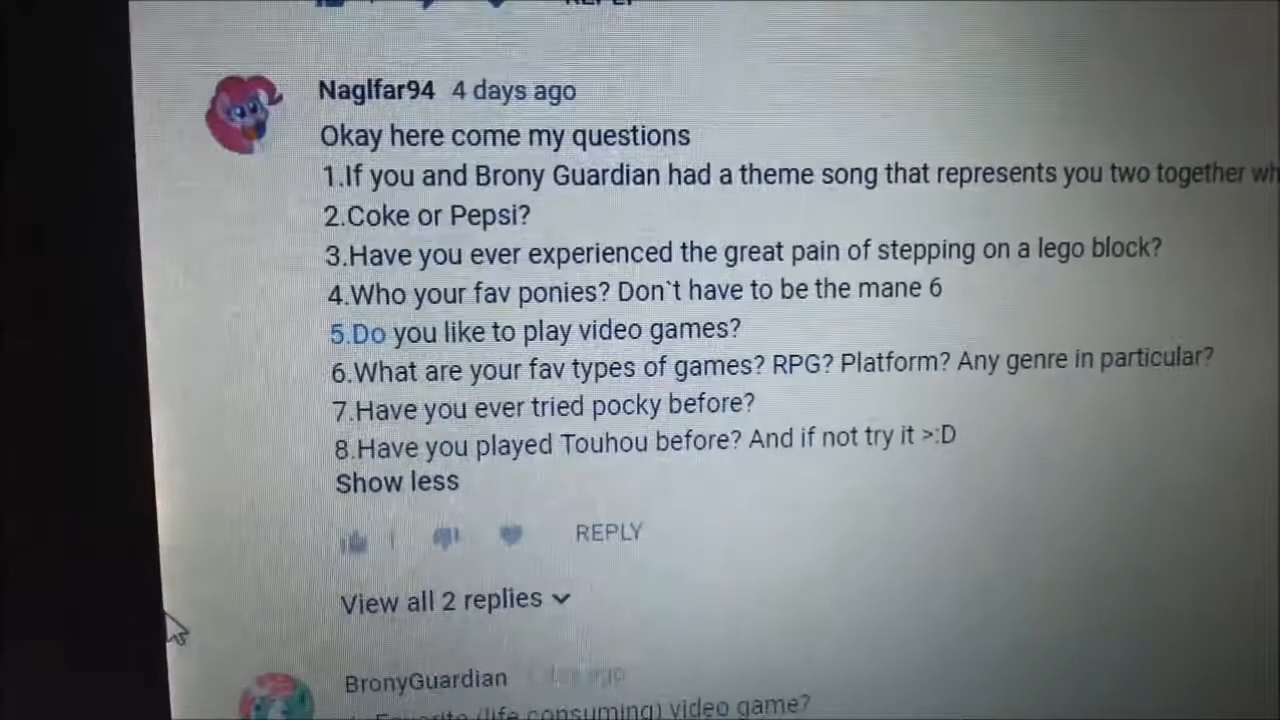 REPLY
Naglfar94 4 days ago
Okay here come my questions
1.If you and Brony Guardian had a theme song that represents you two together wh
2.Coke or Pepsi?
3.Have you ever experienced the great pain of stepping on a lego block?
4.Who your fav ponies? Don`t have to be the mane 6
5.Do you like to play video games?
6.What are your fav types of games? RPG? Platform? Any genre in particular?
7.Have you ever tried pocky before?
8.Have you played Touhou before? And if not try it >:D
Show less
1 REPLY
View all 2 replies
BronyGuardian day ago
Favorite (life consuming) video game?